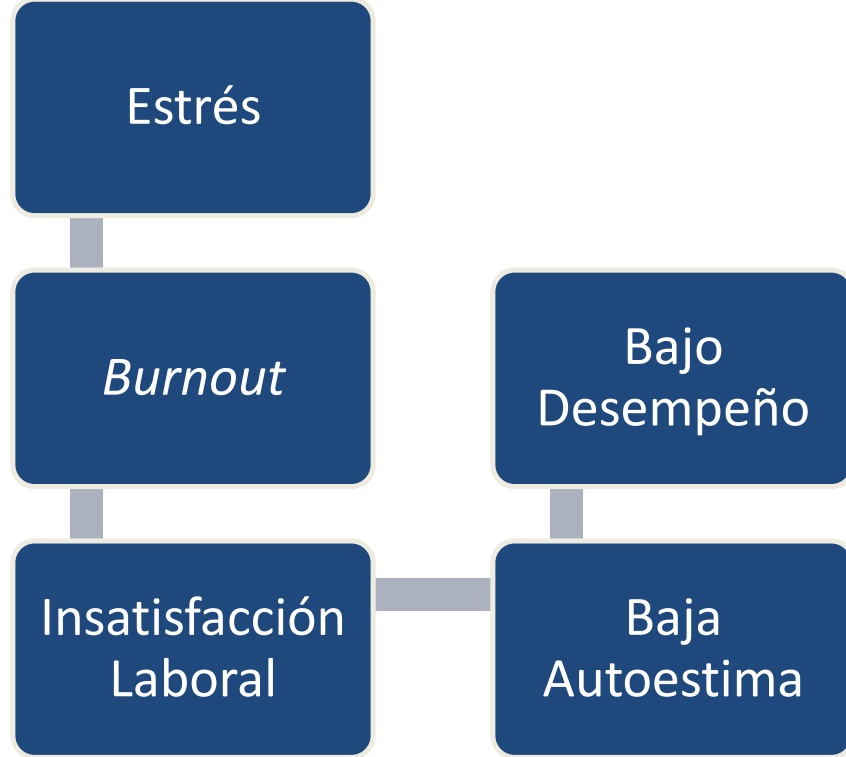 Estrés
Burnout
Insatisfacción
Laboral
Baja
Autoestima
Bajo
Desempeño